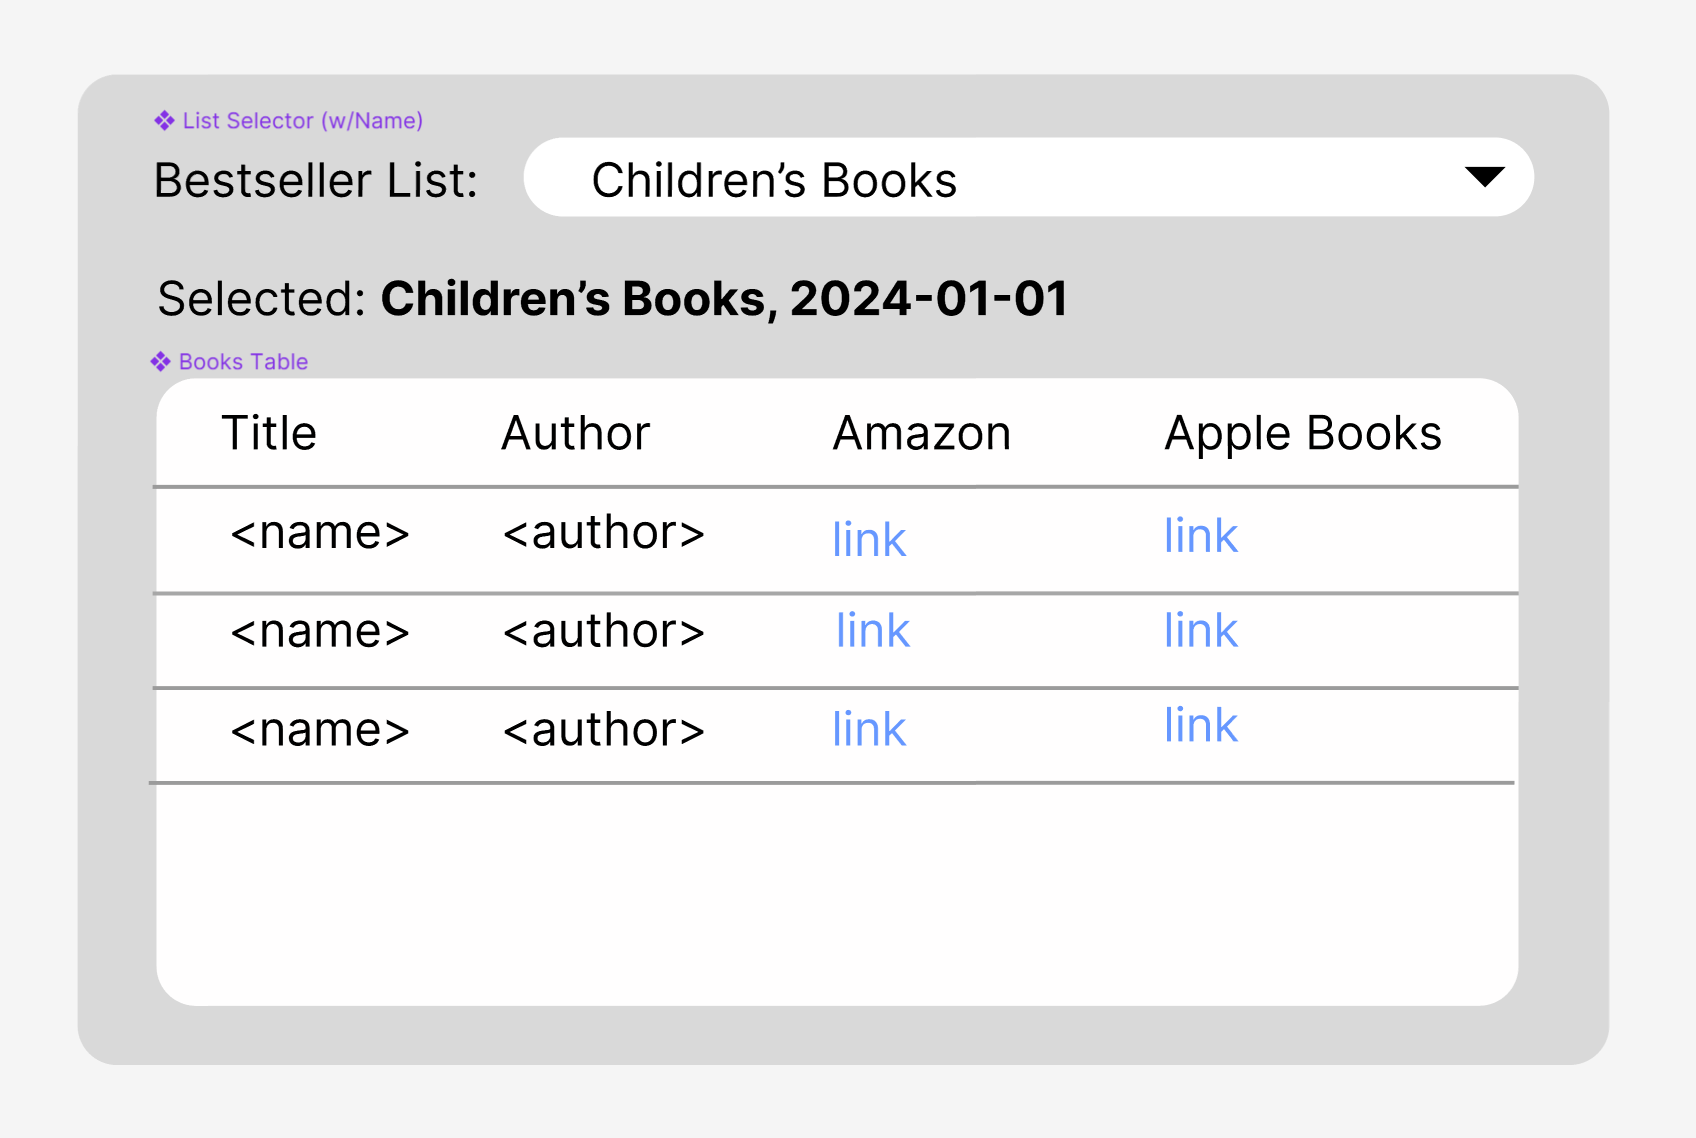 List Selector (w/Name)
Bestseller List: Children’s Books
Selected: Children’s Books, 2024-01-01
Books Table
Title Author Amazon Apple Books
<name> <author> link link
<name> <author> link link
<name> <author> link link